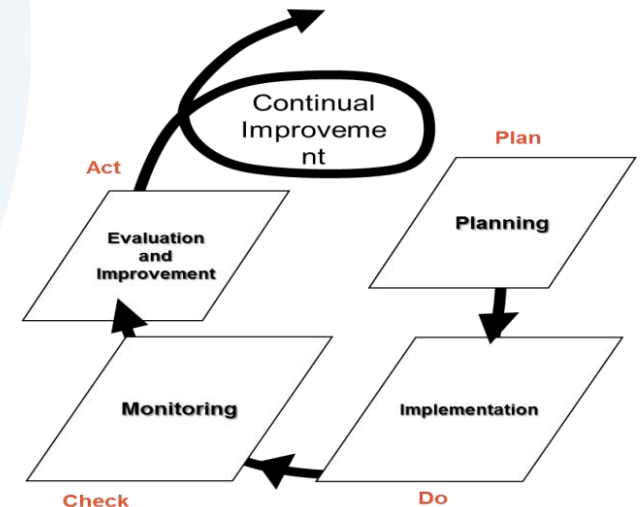 Continual
Improveme
nt
Plan
Planning
Act
Evaluation
and
Improvement
Monitoring
Implementation
Check
Do